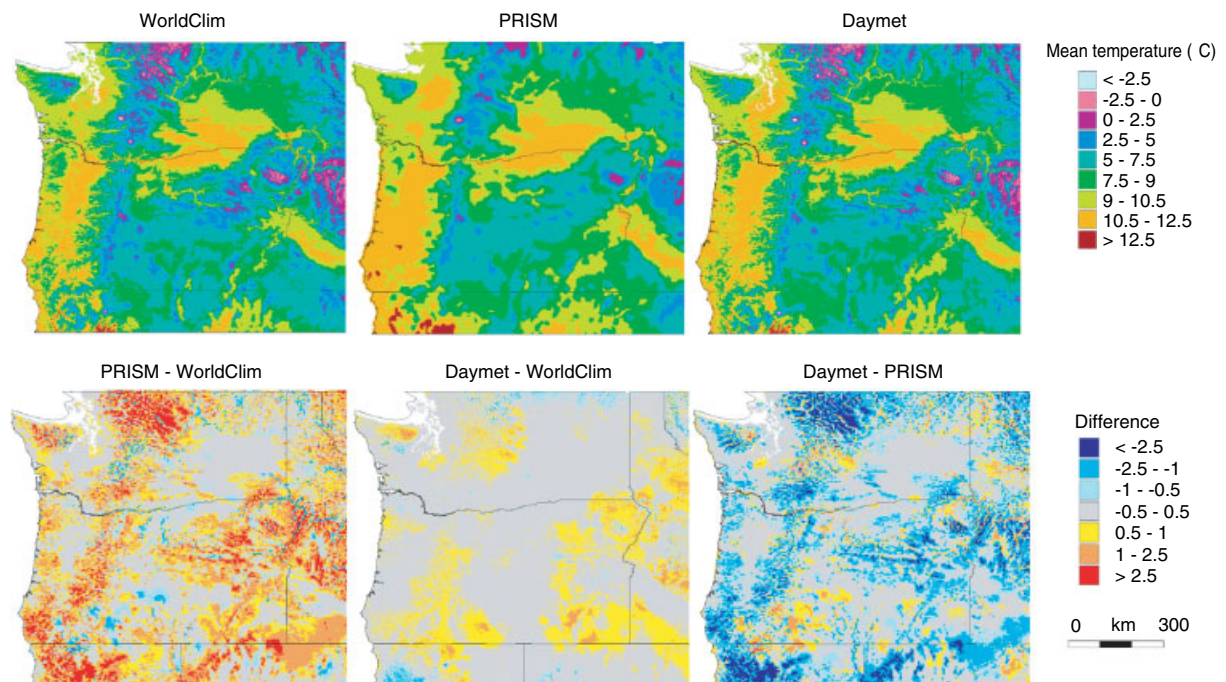 WorldClim
PRISM
Daymet
Mean temperature ( C)
< -2.5
-2.5 - 0
0 - 2.5
2.5 - 5
5 - 7.5
7.5 - 9
9 - 10.5
10.5 - 12.5
> 12.5
PRISM - WorldClim
Daymet - WorldClim
Daymet - PRISM
Difference
< -2.5
-2.5 - -1
-1 - -0.5
-0.5 - 0.5
0.5 - 1
1 - 2.5
> 2.5
0 km 300